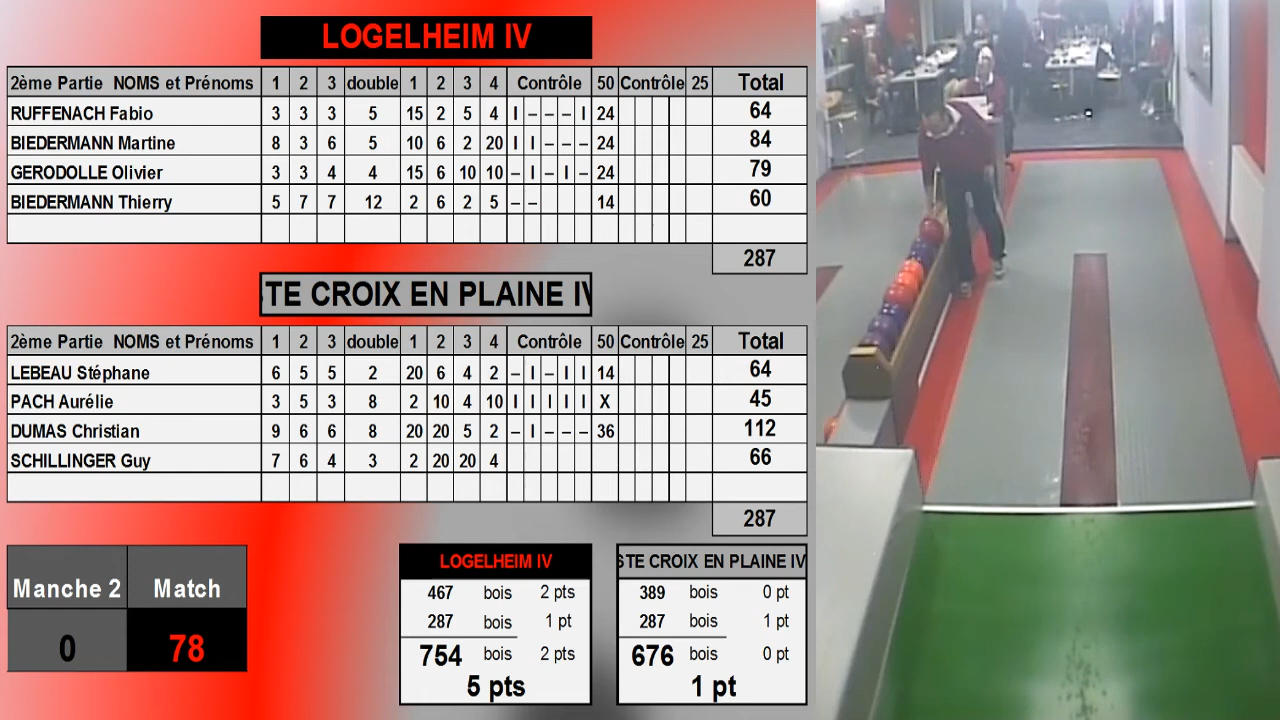 LOGELHEIM IV
2ème Partie NOMS et Prénoms 1 2 3 double 1 2 3 4 Contrôle 50 Contrôle 25 Total
RUFFENACH Fabio 3 3 3 5 15 2 5 4 I – – – I 24 64
BIEDERMANN Martine 8 3 6 5 10 6 2 20 I I – – – 24 84
GERODOLLE Olivier 3 3 4 4 15 6 10 10 – I – I – 24 79
BIEDERMANN Thierry 5 7 7 12 2 6 2 5 – – 14 60
287
STE CROIX EN PLAINE IV
2ème Partie NOMS et Prénoms 1 2 3 double 1 2 3 4 Contrôle 50 Contrôle 25 Total
LEBEAU Stéphane 6 5 5 2 20 6 4 2 – I – I I 14 64
PACH Aurélie 3 5 3 8 2 10 4 10 I I I I I X 45
DUMAS Christian 9 6 6 8 20 20 5 2 – I – – – 36 112
SCHILLINGER Guy 7 6 4 3 2 20 20 4 66
287
Manche 2 Match
0 78
LOGELHEIM IV
467 bois 2 pts
287 bois 1 pt
754 bois 2 pts
5 pts
STE CROIX EN PLAINE IV
389 bois 0 pt
287 bois 1 pt
676 bois 0 pt
1 pt